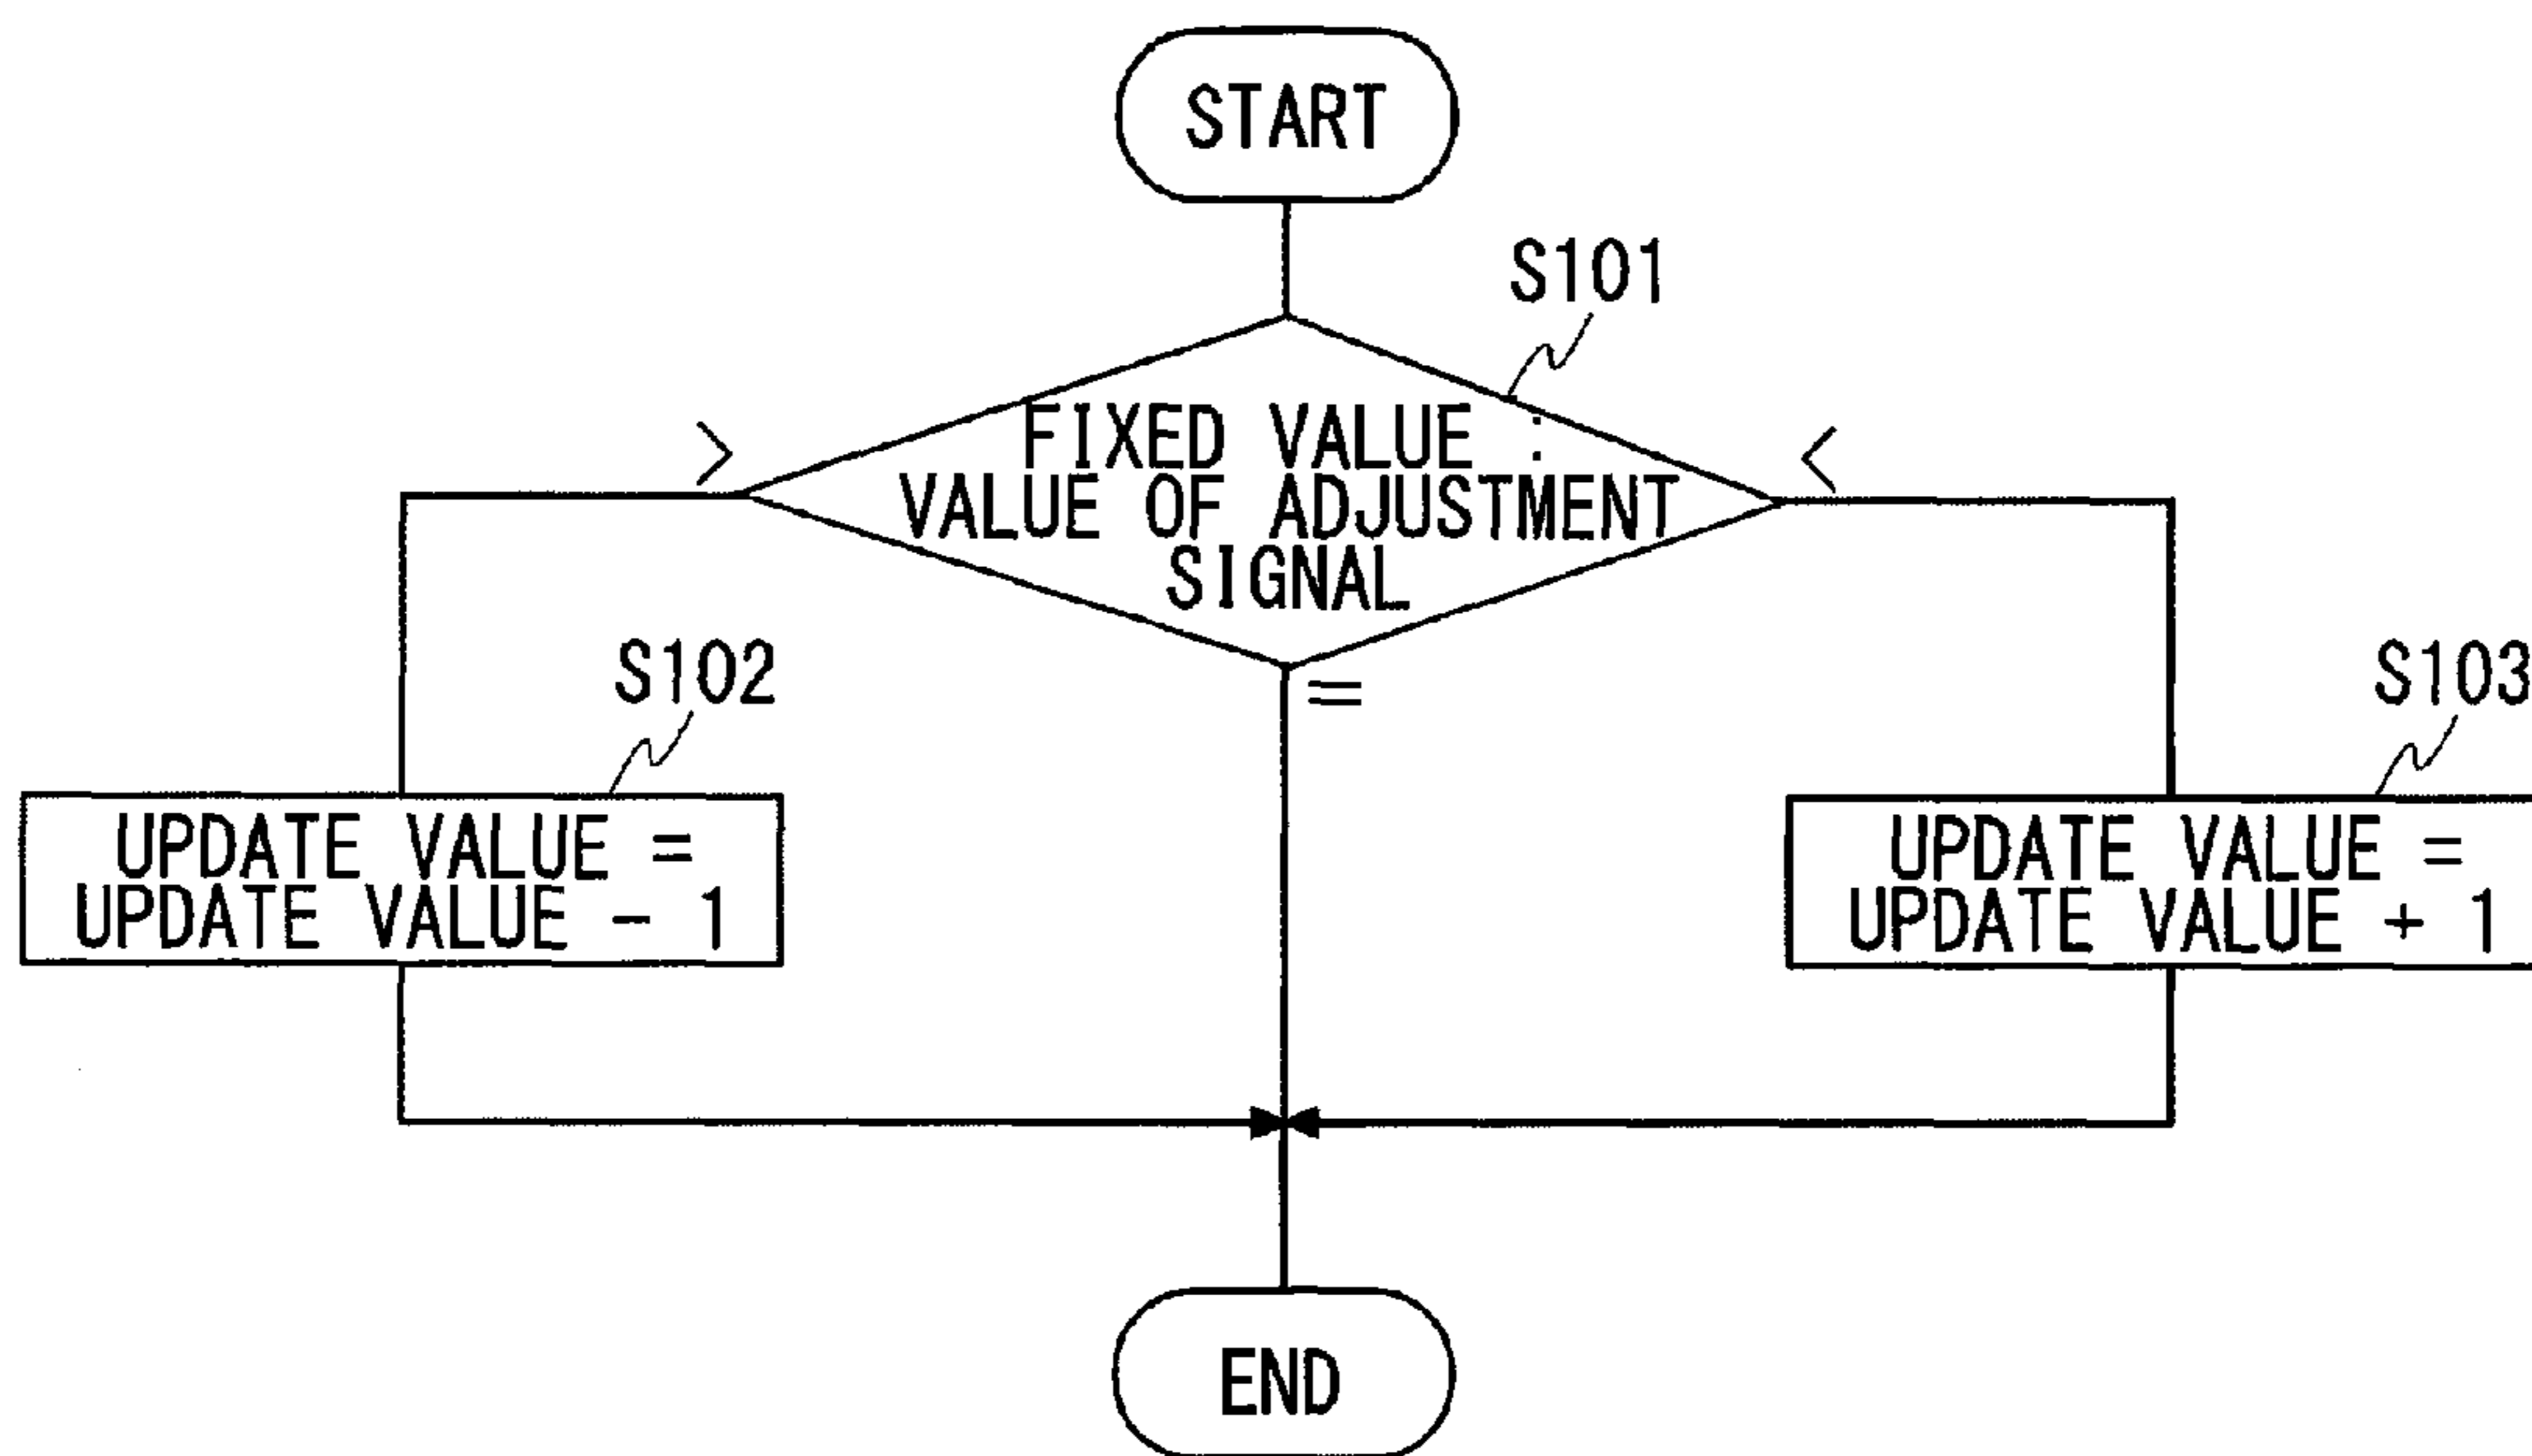 START
S101
FIXED VALUE :
VALUE OF ADJUSTMENT
SIGNAL
>
<
=
S102
UPDATE VALUE =
UPDATE VALUE - 1
S103
UPDATE VALUE =
UPDATE VALUE + 1
END